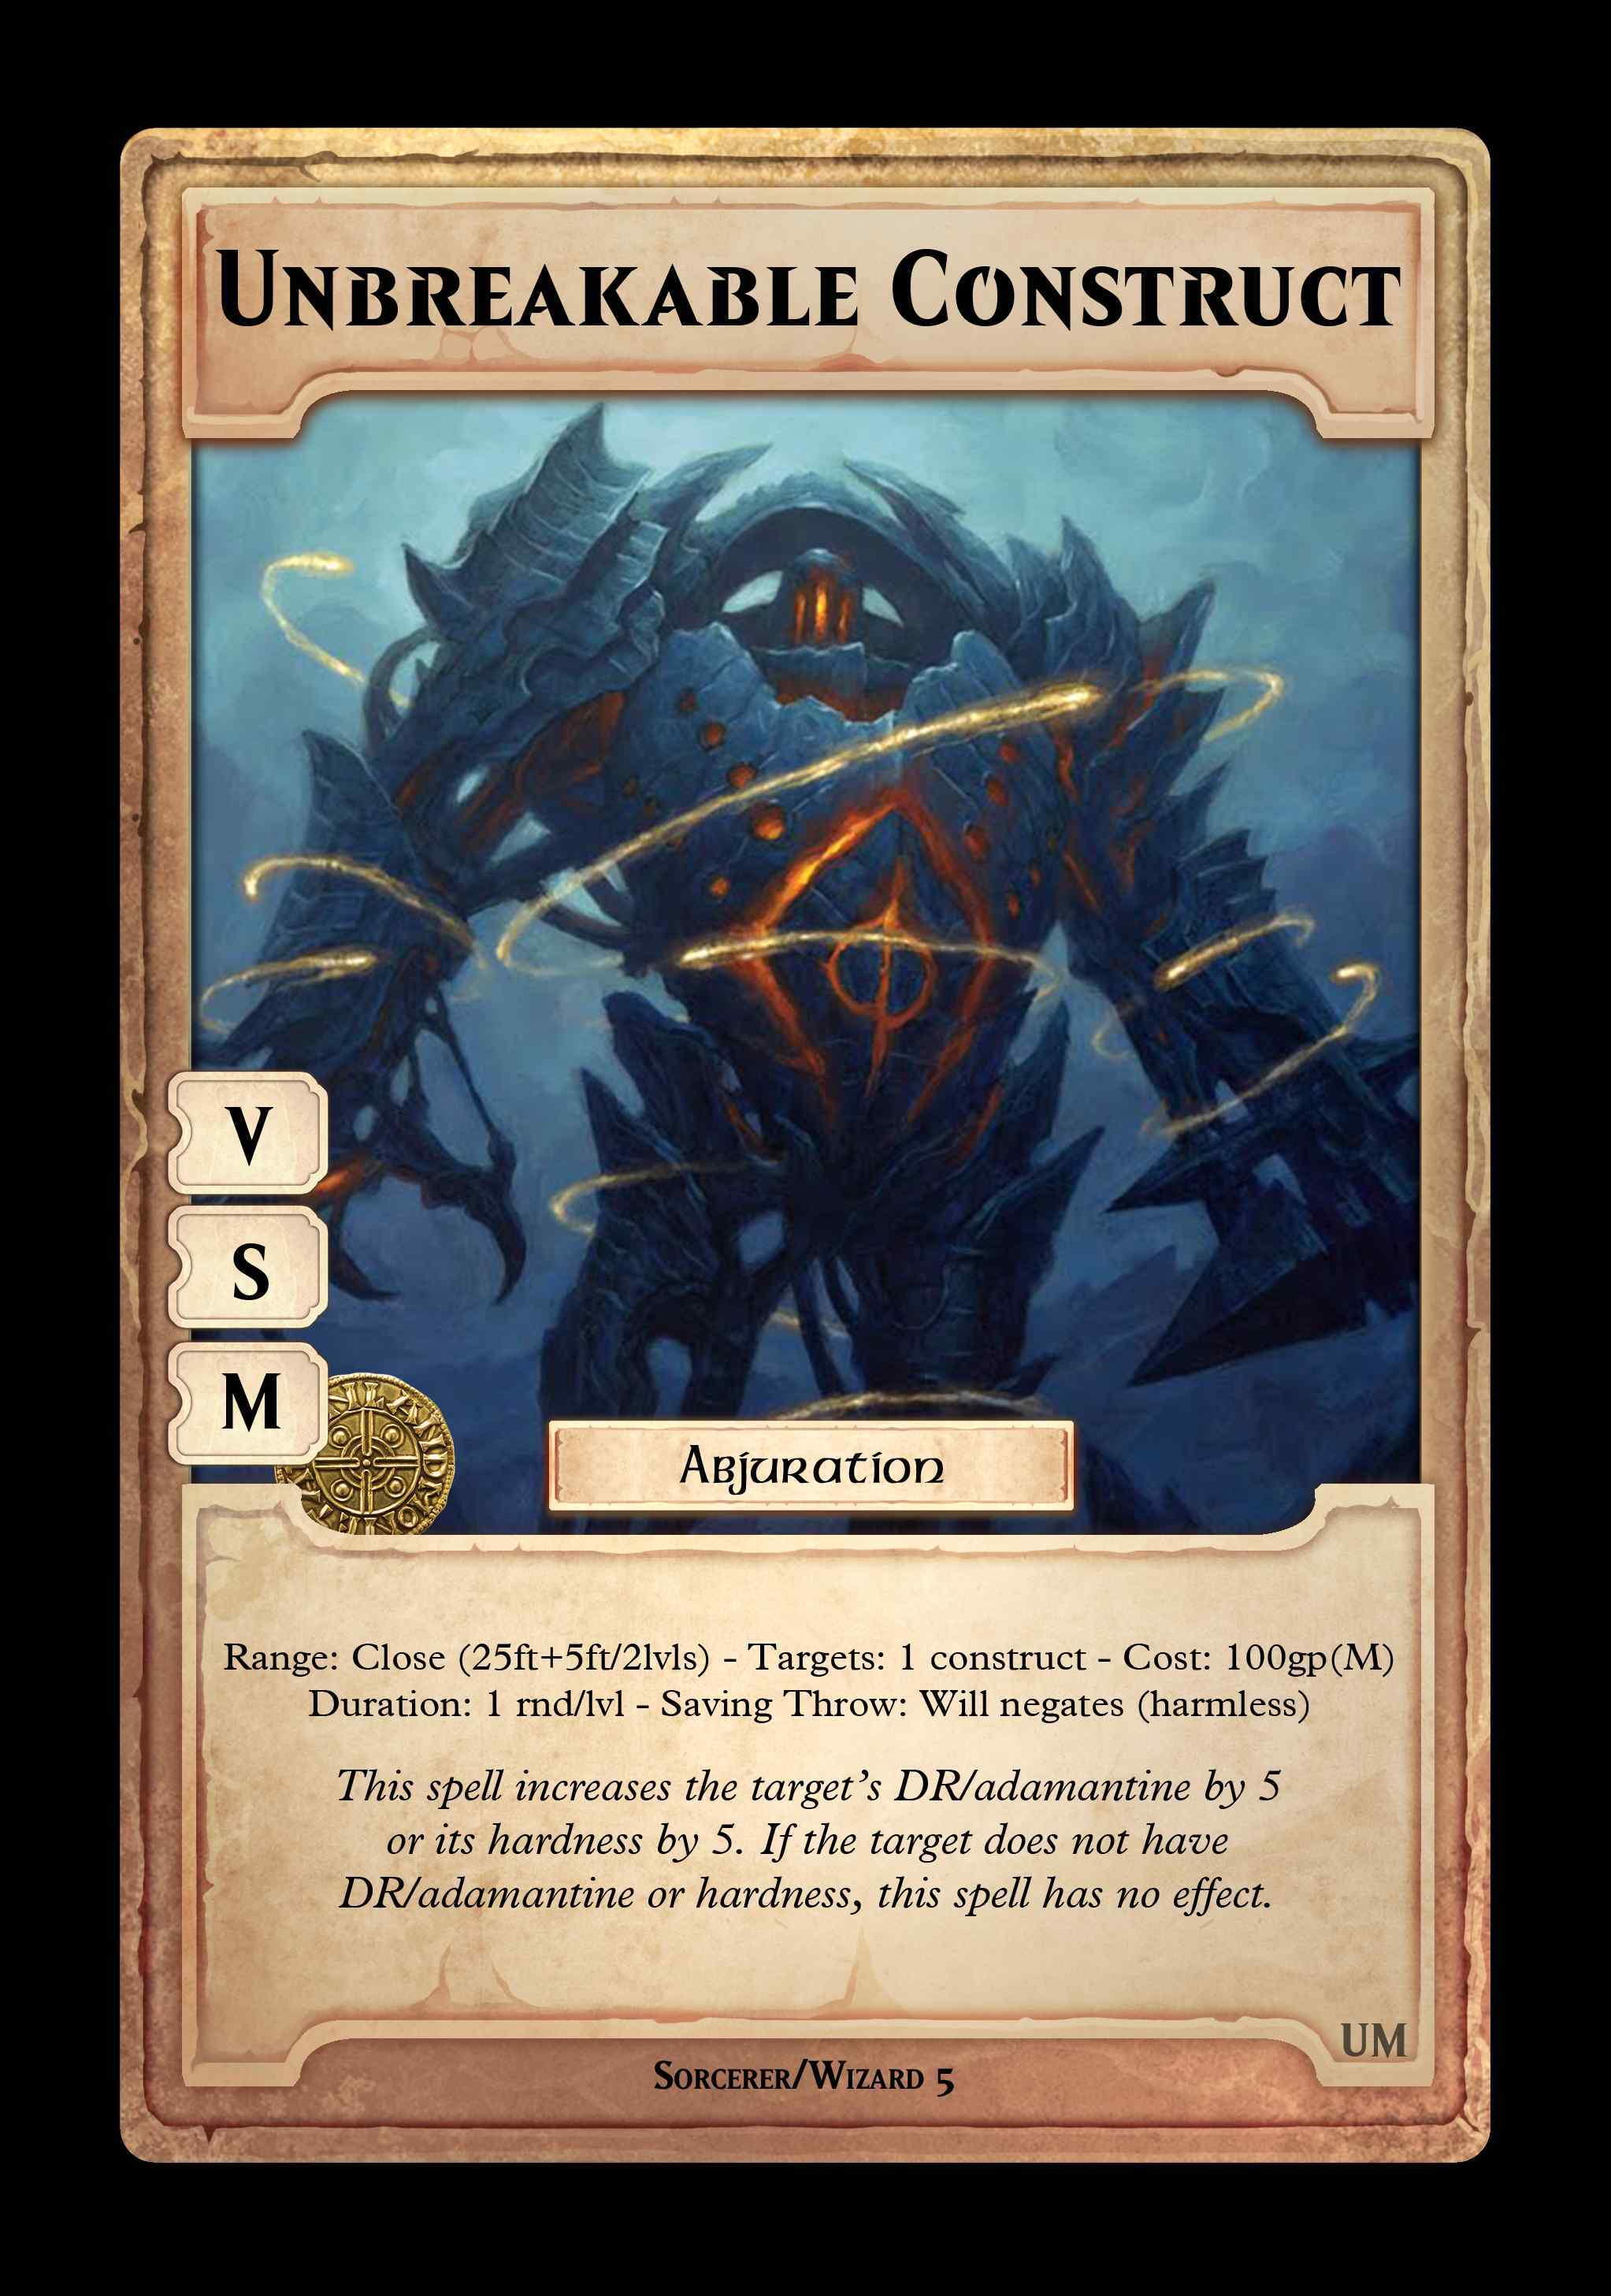 Unbreakable Construct
V
S
M
Abjuration
Range: Close (25ft+5ft/2lvls) - Targets: 1 construct - Cost: 100gp(M)
Duration: 1 rnd/lvl - Saving Throw: Will negates (harmless)
This spell increases the target’s DR/adamantine by 5
or its hardness by 5. If the target does not have
DR/adamantine or hardness, this spell has no effect.
UM
Sorcerer/Wizard 5